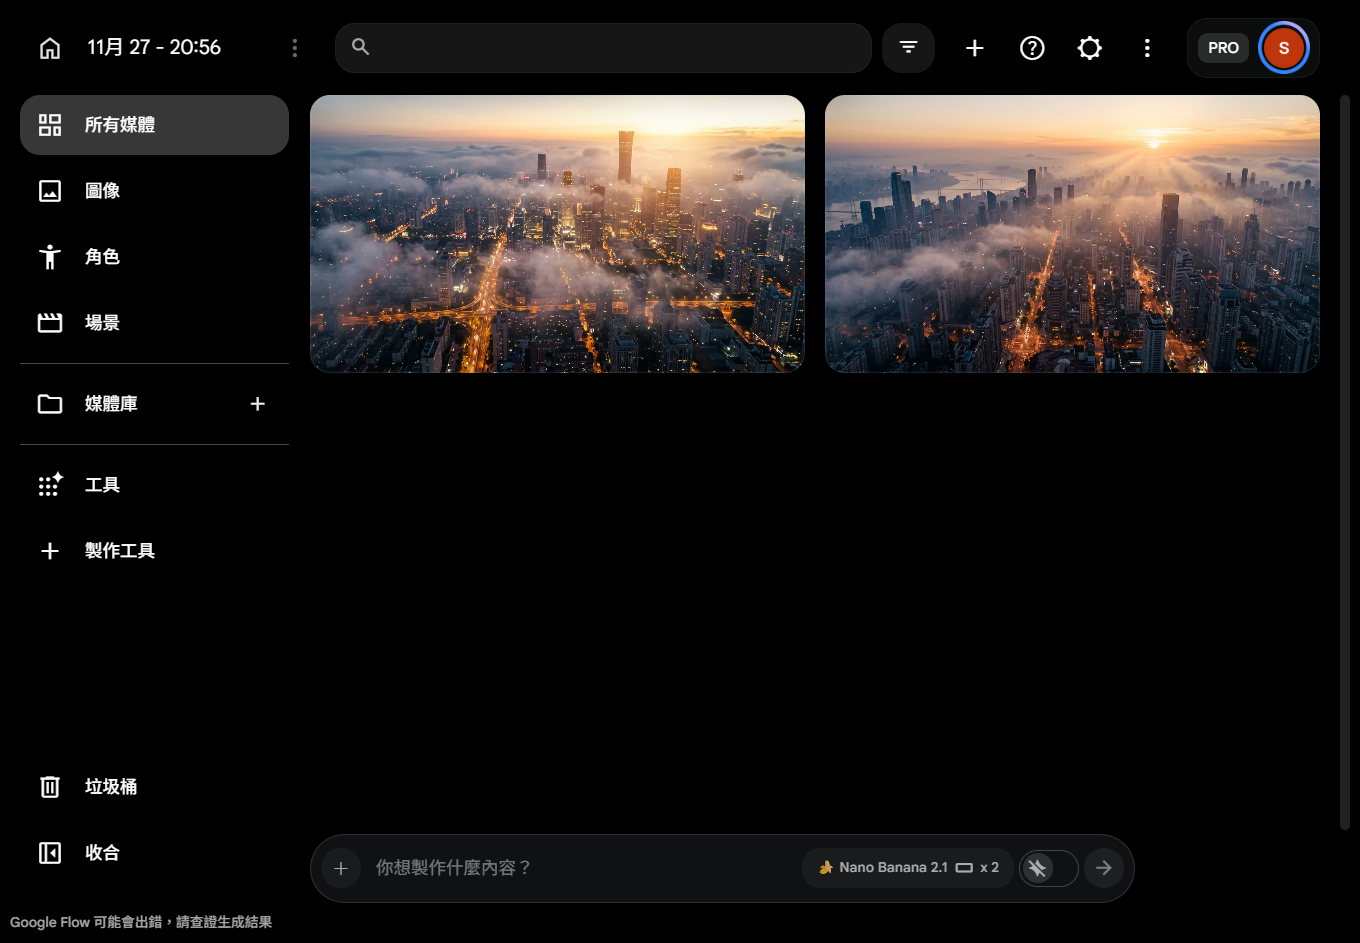 11月 27 - 20:56
PRO
S
所有媒體
圖像
角色
場景
媒體庫
工具
製作工具
垃圾桶
收合
你想製作什麼內容？
Nano Banana 2.1
x 2
Google Flow 可能會出錯，請查證生成結果